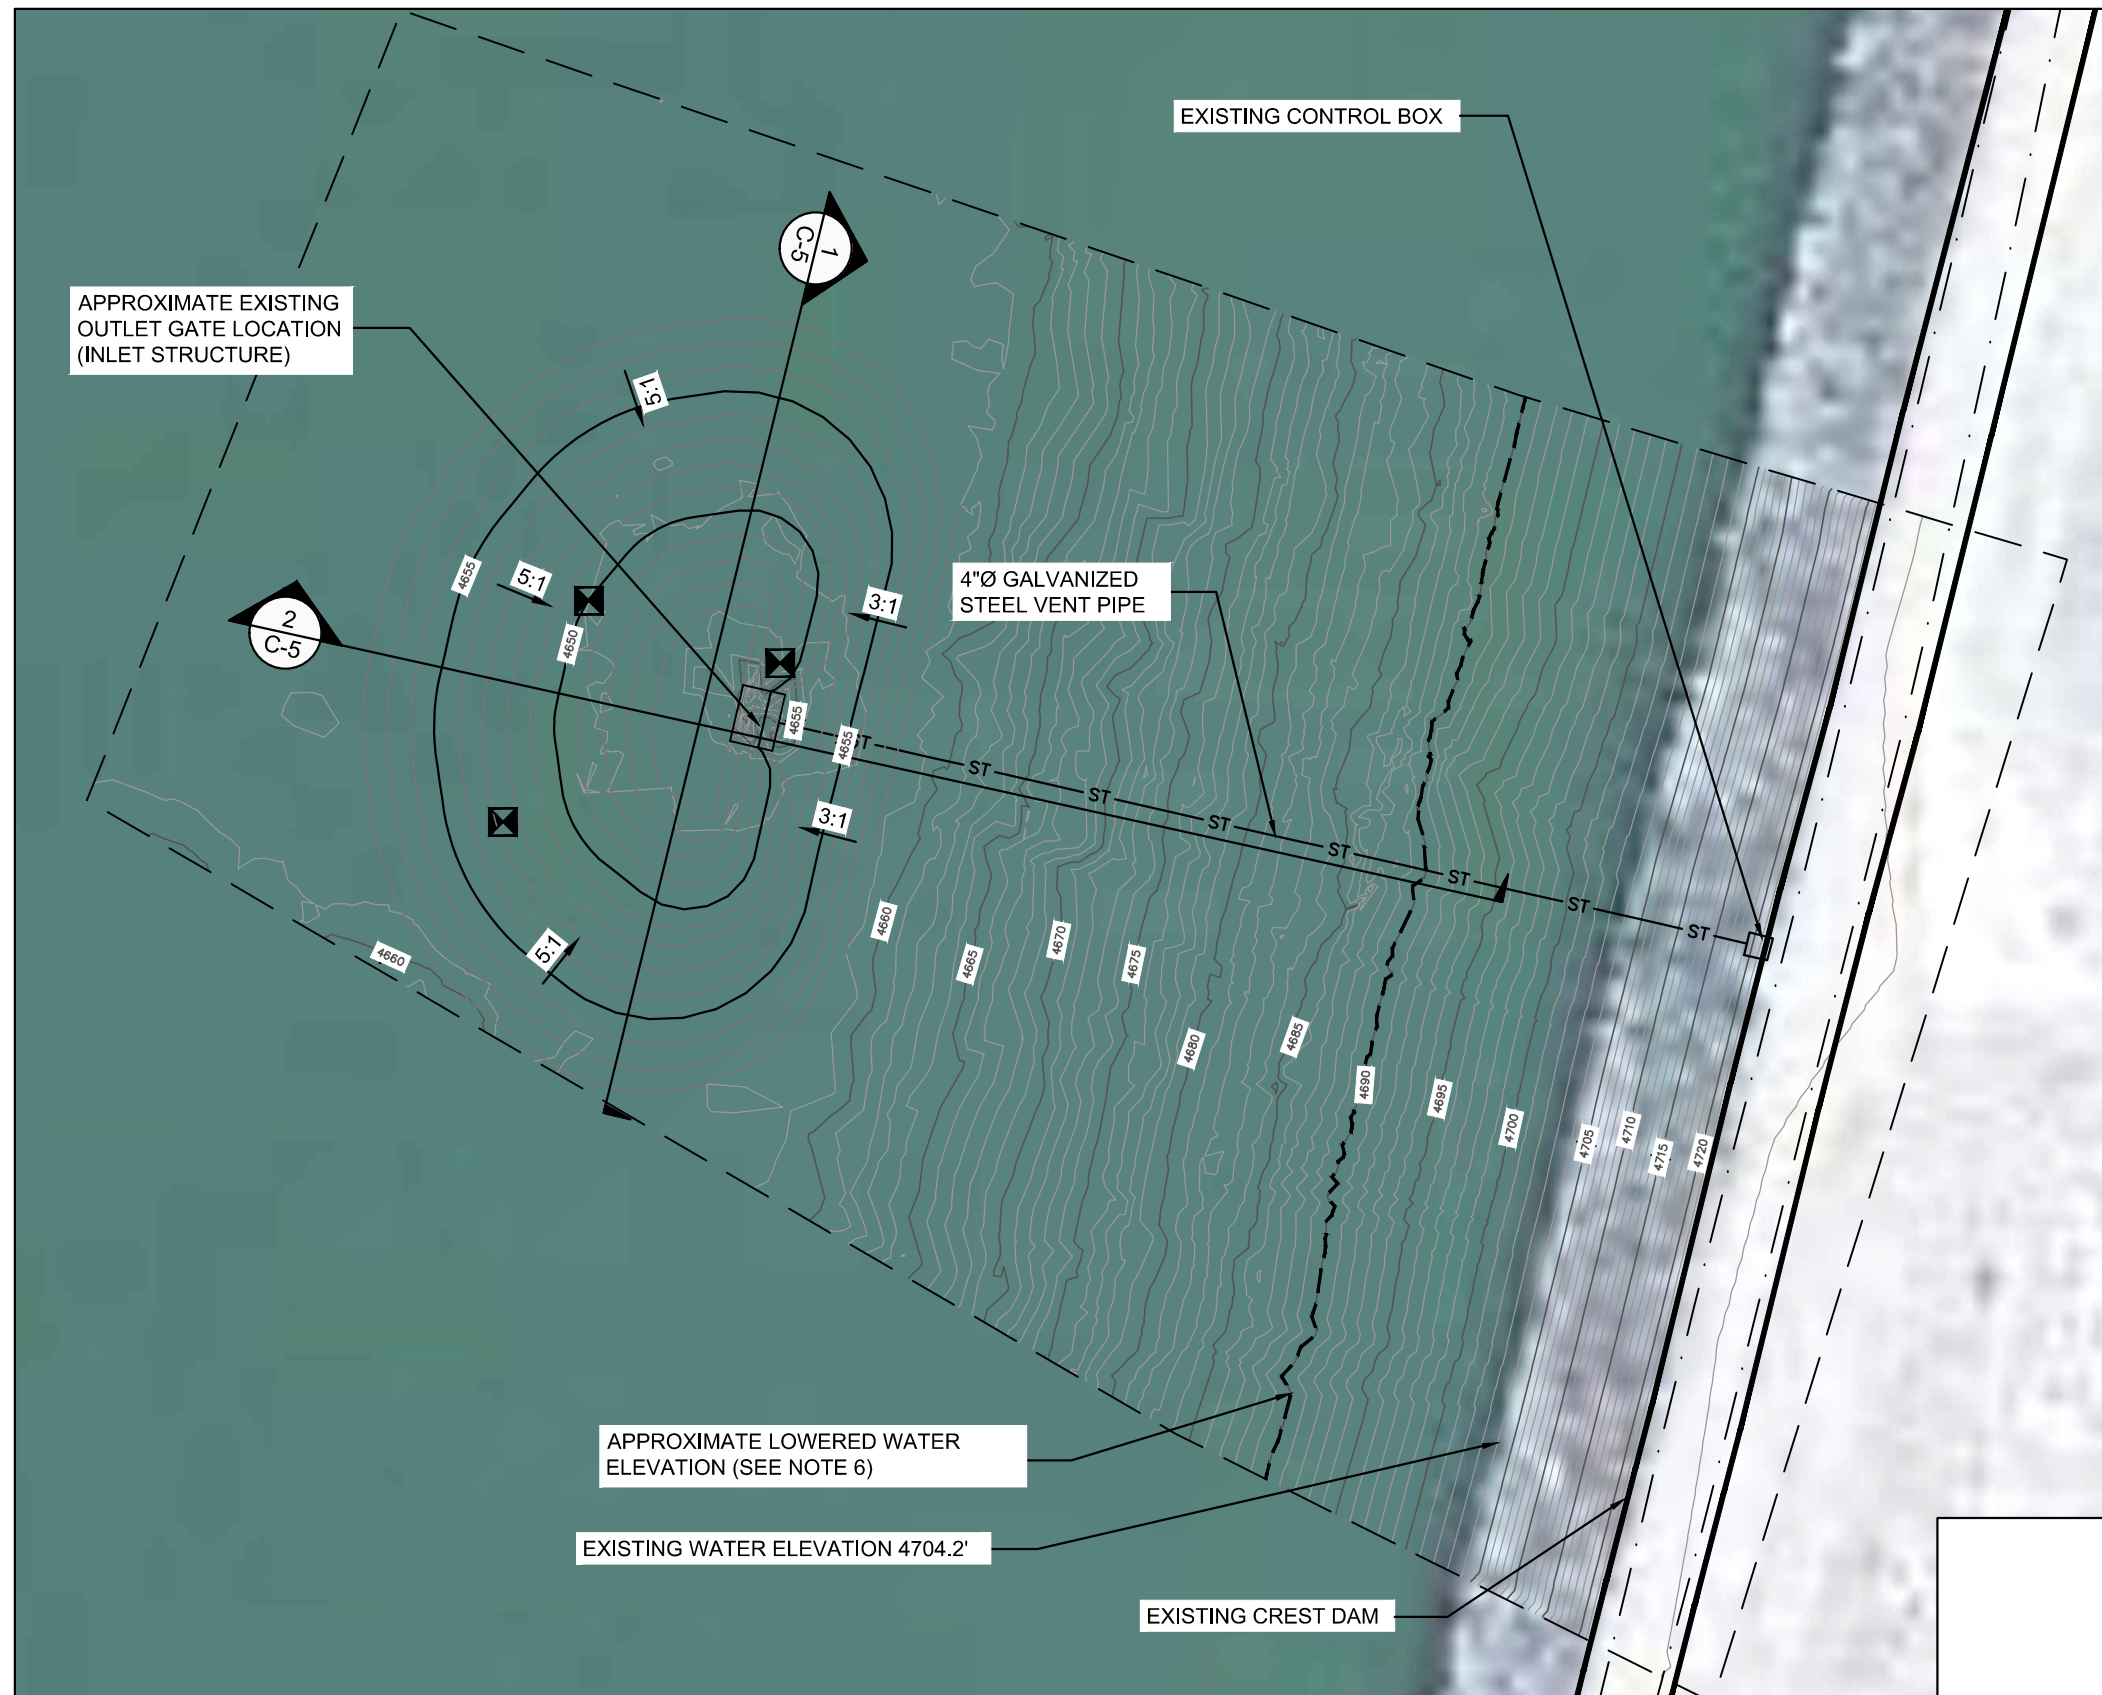 EXISTING CONTROL BOX
1
C-5
APPROXIMATE EXISTING
OUTLET GATE LOCATION
(INLET STRUCTURE)
5:1
4655
5:1
4650
3:1
4"Ø GALVANIZED
STEEL VENT PIPE
2
C-5
4655
4655
ST
ST
ST
ST
ST
ST
ST
ST
3:1
5:1
4660
4660
4665
4670
4675
4680
4685
4690
4695
4700
4705
4710
4715
4720
APPROXIMATE LOWERED WATER
ELEVATION (SEE NOTE 6)
EXISTING WATER ELEVATION 4704.2'
EXISTING CREST DAM